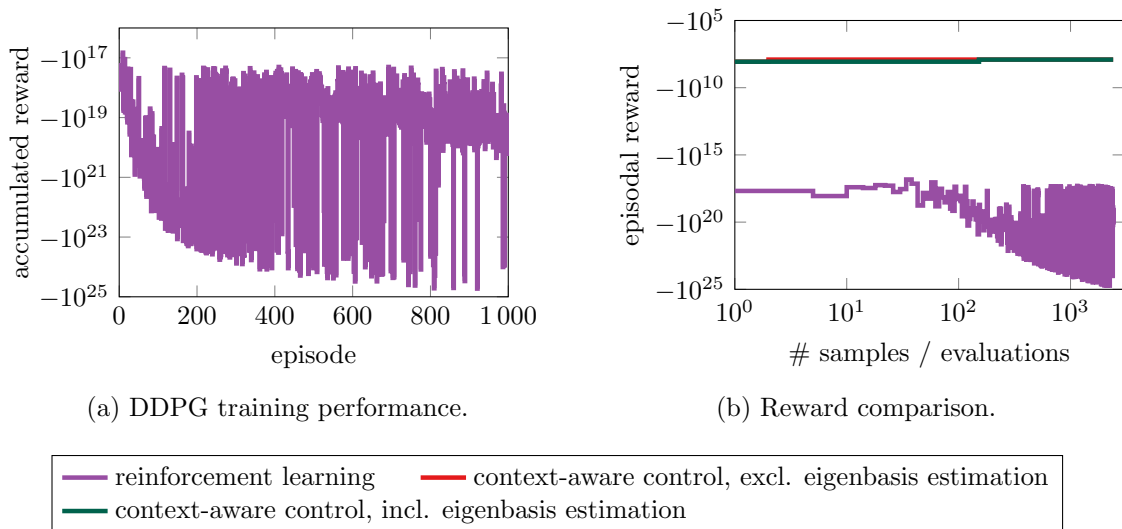 −10^17
−10^19
−10^21
−10^23
−10^25
accumulated reward
0
200
400
600
800
1 000
episode
(a) DDPG training performance.
−10^5
−10^10
−10^15
−10^20
−10^25
episodal reward
10^0
10^1
10^2
10^3
# samples / evaluations
(b) Reward comparison.
reinforcement learning
context-aware control, excl. eigenbasis estimation
context-aware control, incl. eigenbasis estimation